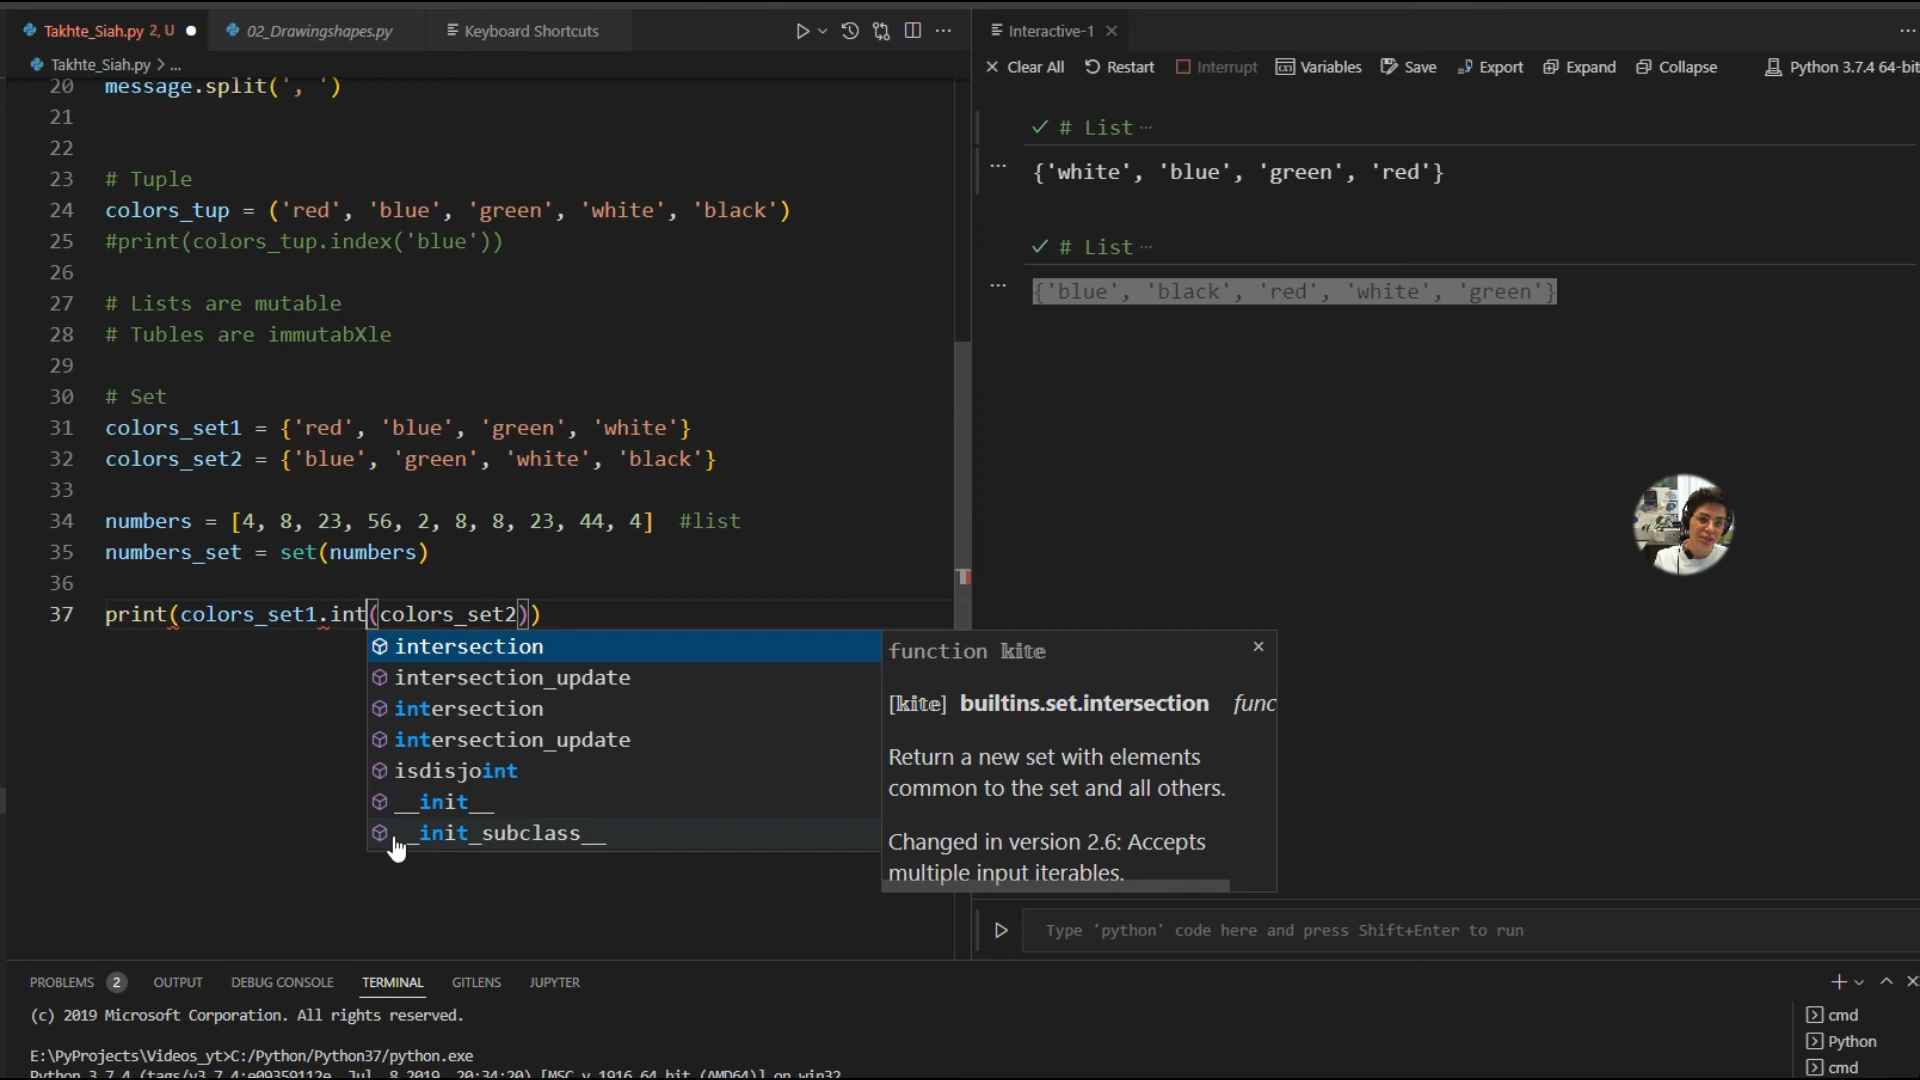 Takhte_Siah.py 2, U
02_Drawingshapes.py
Keyboard Shortcuts
Interactive-1
Takhte_Siah.py > ...
Clear All
Restart
Interrupt
Variables
Save
Export
Expand
Collapse
Python 3.7.4 64-bit
20 message.split(', ')
21
22
23 # Tuple
24 colors_tup = ('red', 'blue', 'green', 'white', 'black')
25 #print(colors_tup.index('blue'))
26
27 # Lists are mutable
28 # Tubles are immutabXle
29
30 # Set
31 colors_set1 = {'red', 'blue', 'green', 'white'}
32 colors_set2 = {'blue', 'green', 'white', 'black'}
33
34 numbers = [4, 8, 23, 56, 2, 8, 8, 23, 44, 4] #list
35 numbers_set = set(numbers)
36
37 print(colors_set1.int(colors_set2))
intersection
intersection_update
intersection
intersection_update
isdisjoint
__init__
__init_subclass__
function kite
[kite] builtins.set.intersection func
Return a new set with elements
common to the set and all others.
Changed in version 2.6: Accepts
multiple input iterables.
# List ...
{'white', 'blue', 'green', 'red'}
# List ...
{'blue', 'black', 'red', 'white', 'green'}
Type 'python' code here and press Shift+Enter to run
PROBLEMS 2
OUTPUT
DEBUG CONSOLE
TERMINAL
GITLENS
JUPYTER
(c) 2019 Microsoft Corporation. All rights reserved.
E:\PyProjects\Videos_yt>C:/Python/Python37/python.exe
Python 3.7.4 (tags/v3.7.4:e09359112e, Jul 8 2019, 20:34:20) [MSC v.1916 64 bit (AMD64)] on win32
cmd
Python
cmd